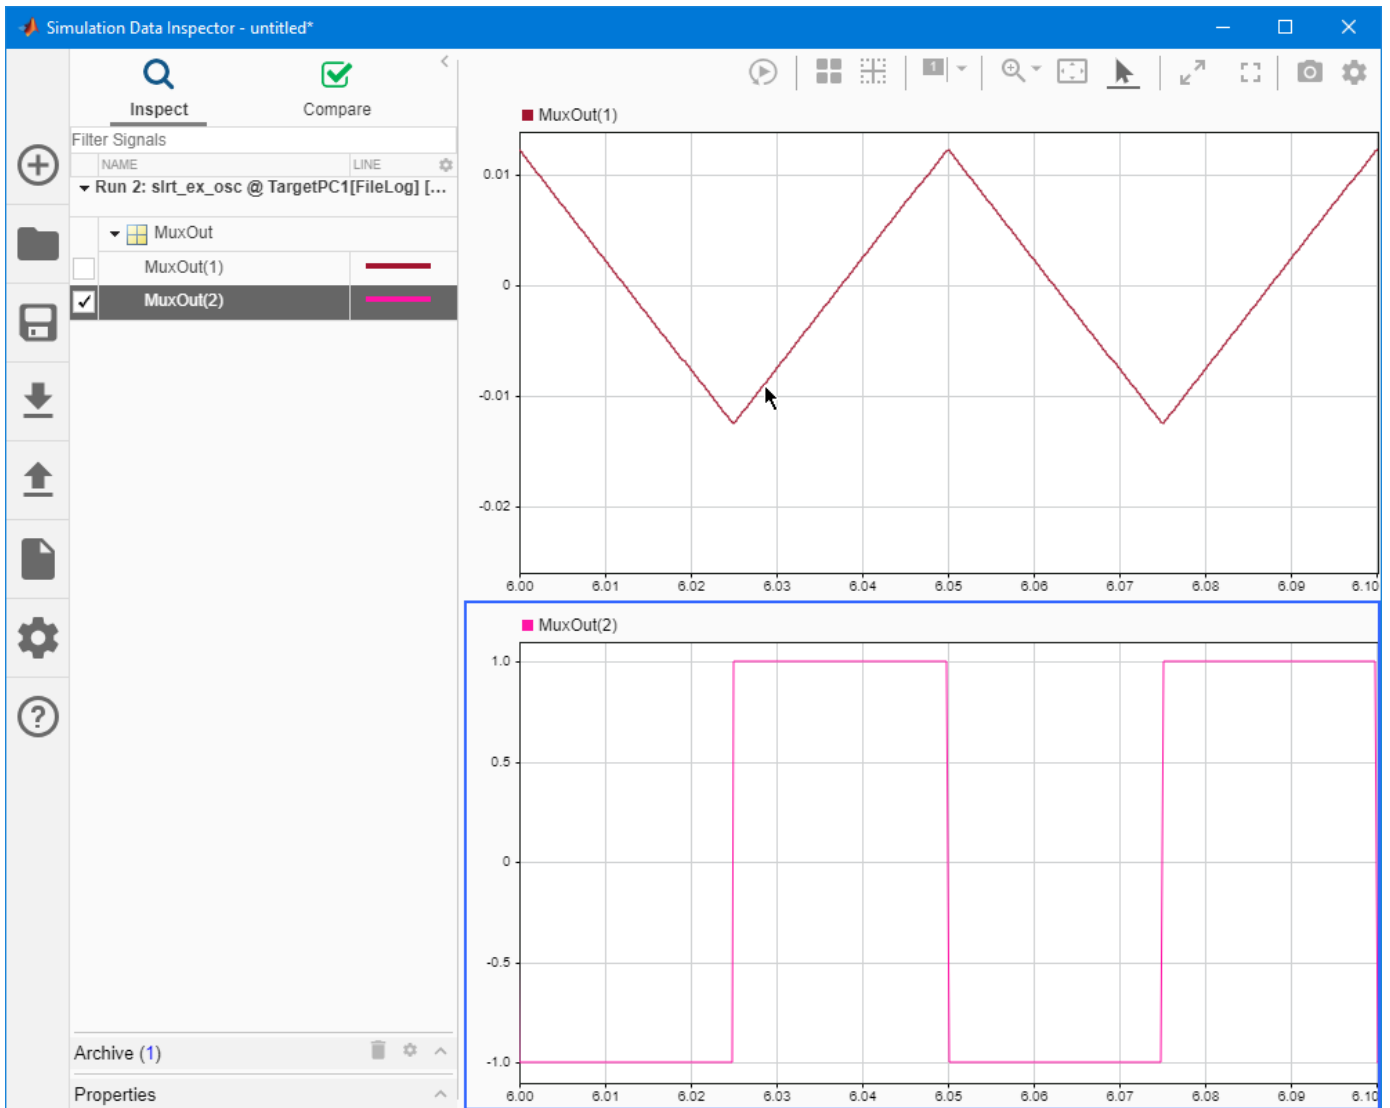 Simulation Data Inspector - untitled*
Inspect
Compare
Filter Signals
NAME
LINE
Run 2: slrt_ex_osc @ TargetPC1[FileLog] [...
MuxOut
MuxOut(1)
MuxOut(2)
Archive (1)
Properties
1
MuxOut(1)
0.01
0
-0.01
-0.02
6.00 6.01 6.02 6.03 6.04 6.05 6.06 6.07 6.08 6.09 6.10
MuxOut(2)
1.0
0.5
0
-0.5
-1.0
6.00 6.01 6.02 6.03 6.04 6.05 6.06 6.07 6.08 6.09 6.10